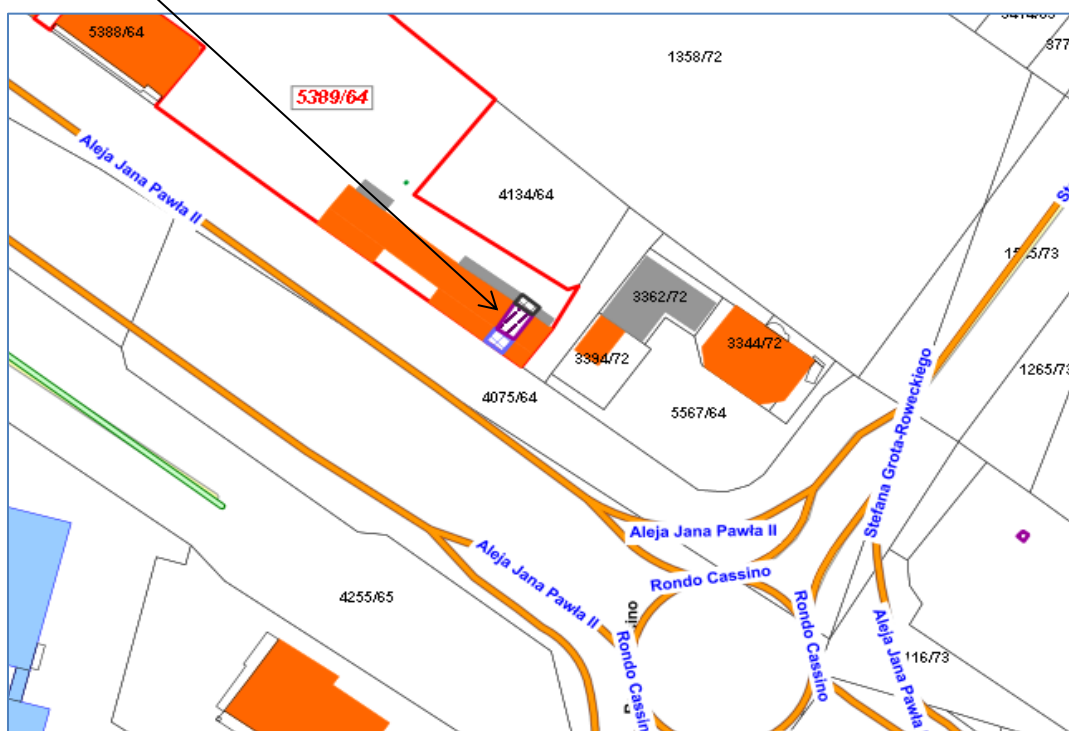 5388/64
1358/72
5389/64
Aleja Jana Pawła II
4134/64
3362/72
3344/72
3394/72
1265/73
4075/64
5567/64
Stefana Grota-Roweckiego
Aleja Jana Pawła II
Aleja Jana Pawła II
Rondo Cassino
4255/65
Rondo Cassino
Rondo Cassino
Aleja Jana Pawła